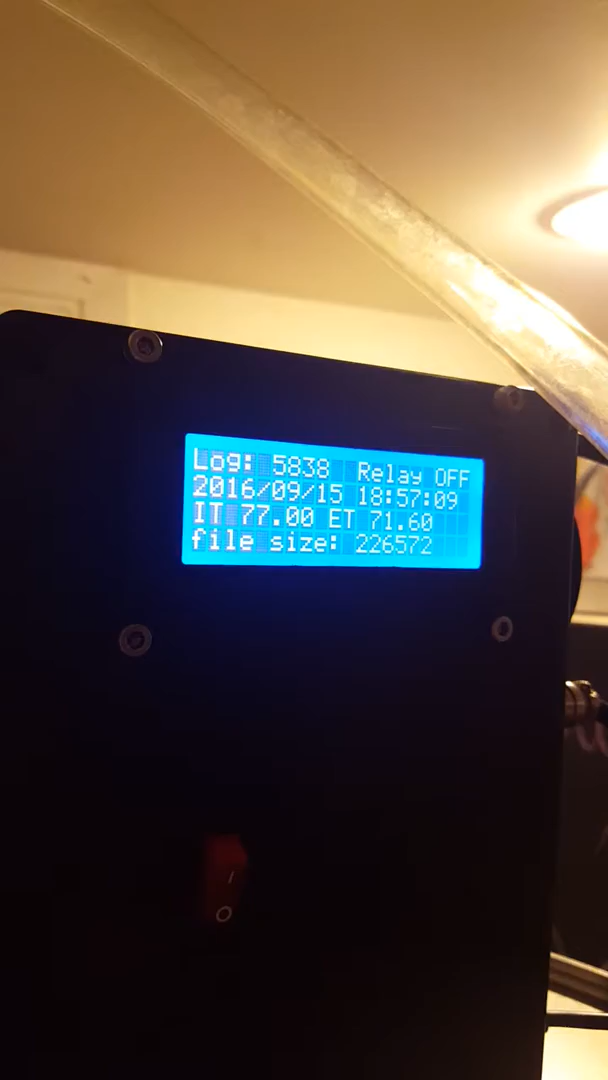 Log: 5838 Relay OFF
2016/09/15 18:57:09
IT 77.00 ET 71.60
file size: 226572
I
O